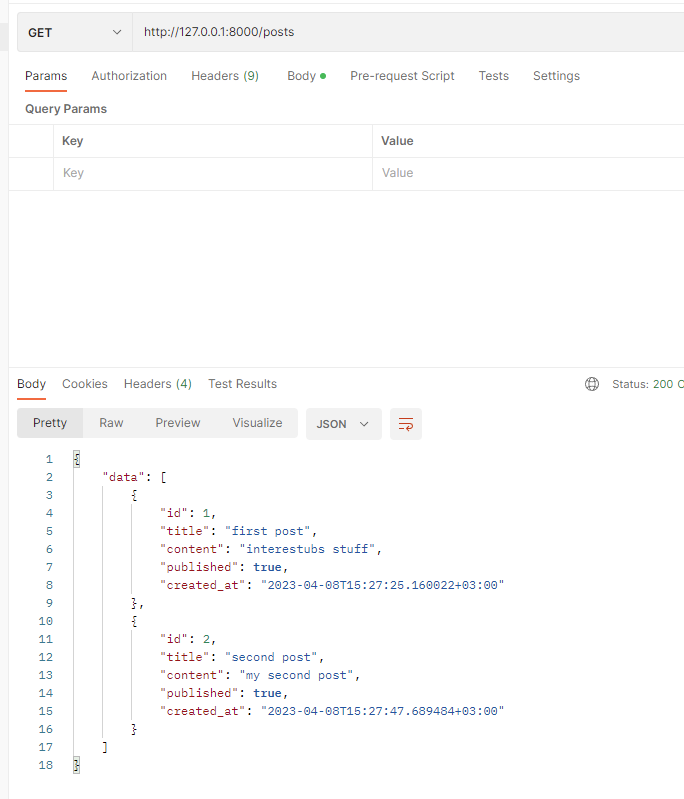 GET http://127.0.0.1:8000/posts
Params Authorization Headers (9) Body Pre-request Script Tests Settings
Query Params
Key Value
Key Value
Body Cookies Headers (4) Test Results Status: 200
Pretty Raw Preview Visualize JSON
1 {
2 "data": [
3 {
4 "id": 1,
5 "title": "first post",
6 "content": "interestubs stuff",
7 "published": true,
8 "created_at": "2023-04-08T15:27:25.160022+03:00"
9 },
10 {
11 "id": 2,
12 "title": "second post",
13 "content": "my second post",
14 "published": true,
15 "created_at": "2023-04-08T15:27:47.689484+03:00"
16 }
17 ]
18 }